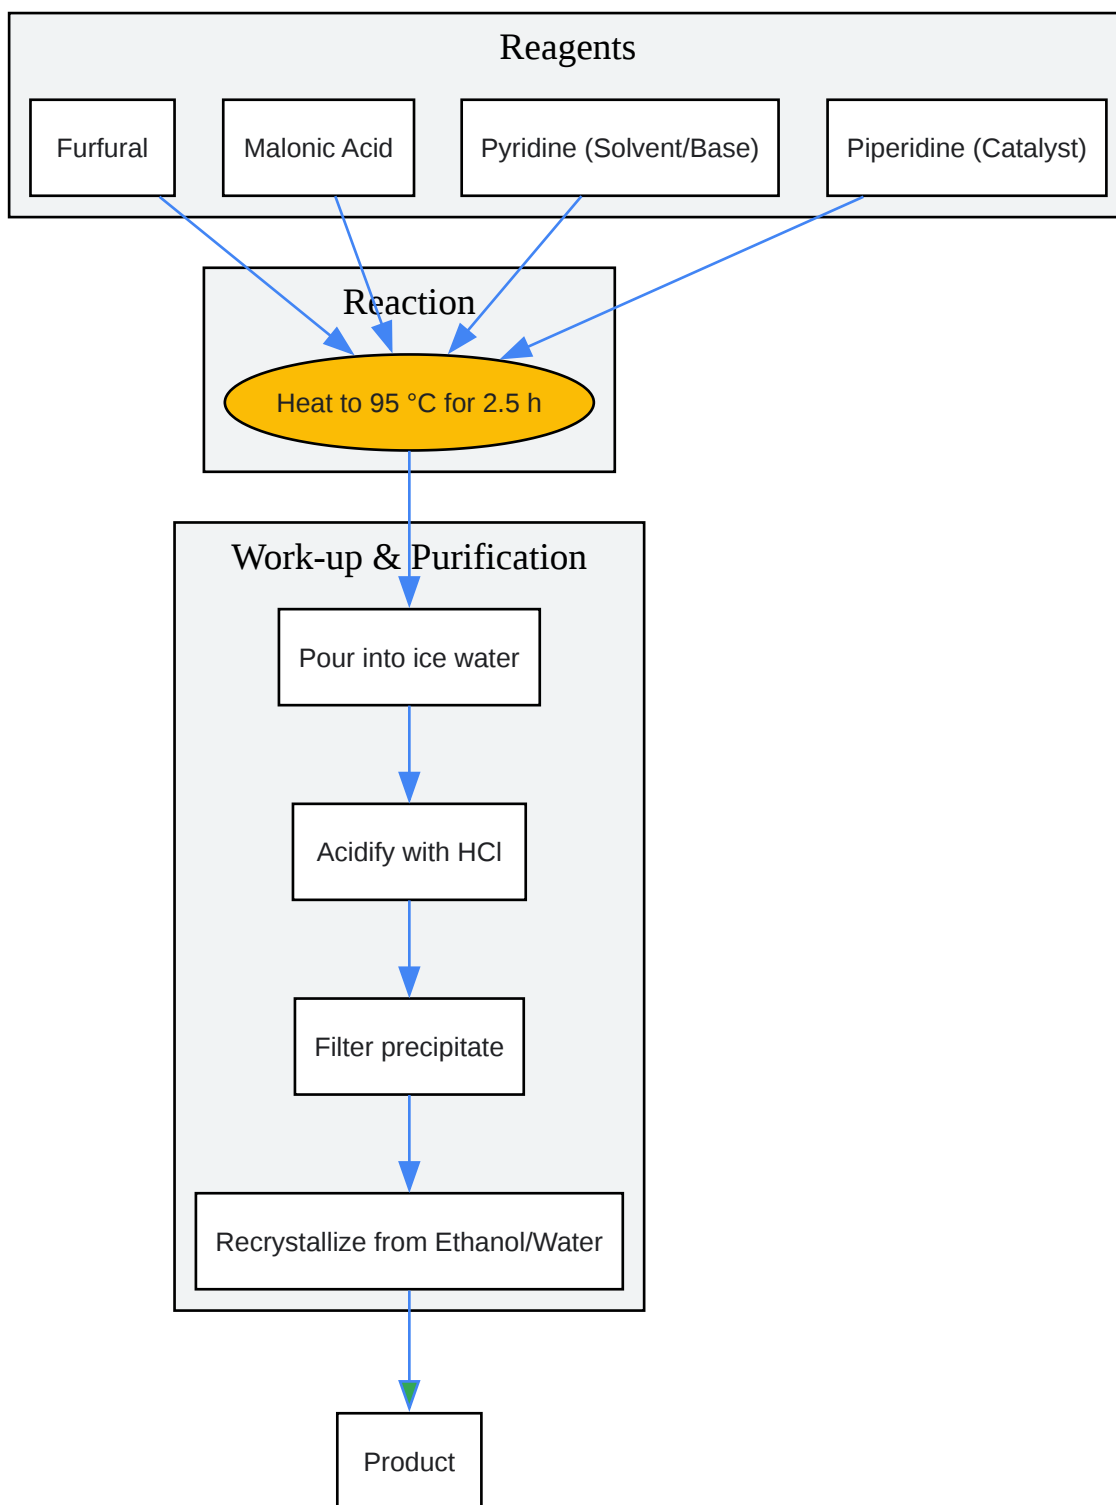 Reagents
Furfural
Malonic Acid
Pyridine (Solvent/Base)
Piperidine (Catalyst)
Reaction
Heat to 95 °C for 2.5 h
Work-up & Purification
Pour into ice water
Acidify with HCl
Filter precipitate
Recrystallize from Ethanol/Water
Product